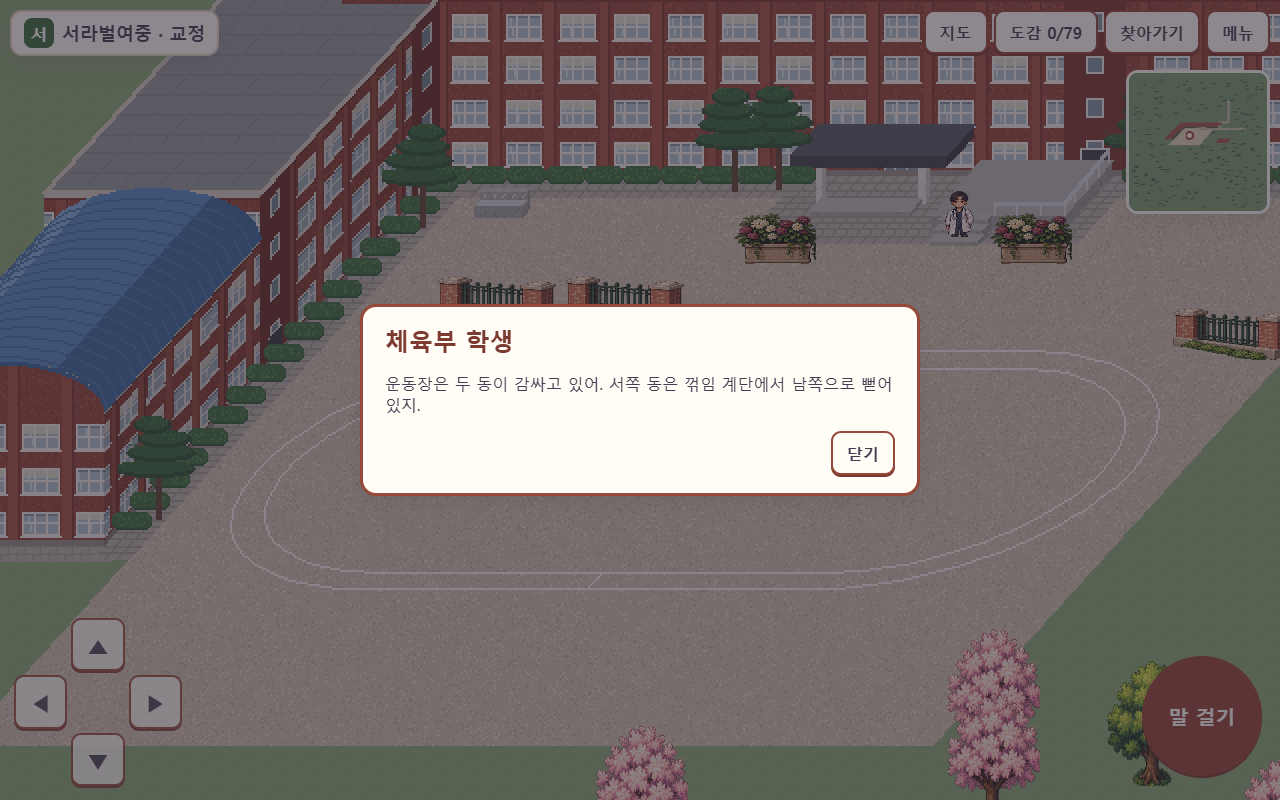 서 서라벌여중 · 교정
지도 도감 0/79 찾아가기 메뉴
체육부 학생
운동장은 두 동이 감싸고 있어. 서쪽 동은 꺾임 계단에서 남쪽으로 뻗어
있지.
닫기
말 걸기